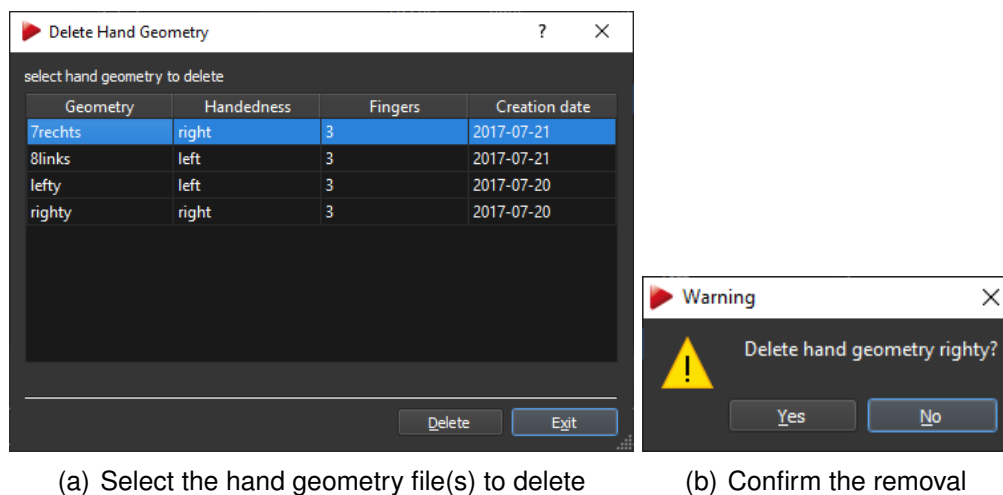 Delete Hand Geometry ? ×
select hand geometry to delete
Geometry Handedness Fingers Creation date
7rechts right 3 2017-07-21
8links left 3 2017-07-21
lefty left 3 2017-07-20
righty right 3 2017-07-20
Delete Exit
(a) Select the hand geometry file(s) to delete
Warning ×
! Delete hand geometry righty?
Yes No
(b) Confirm the removal